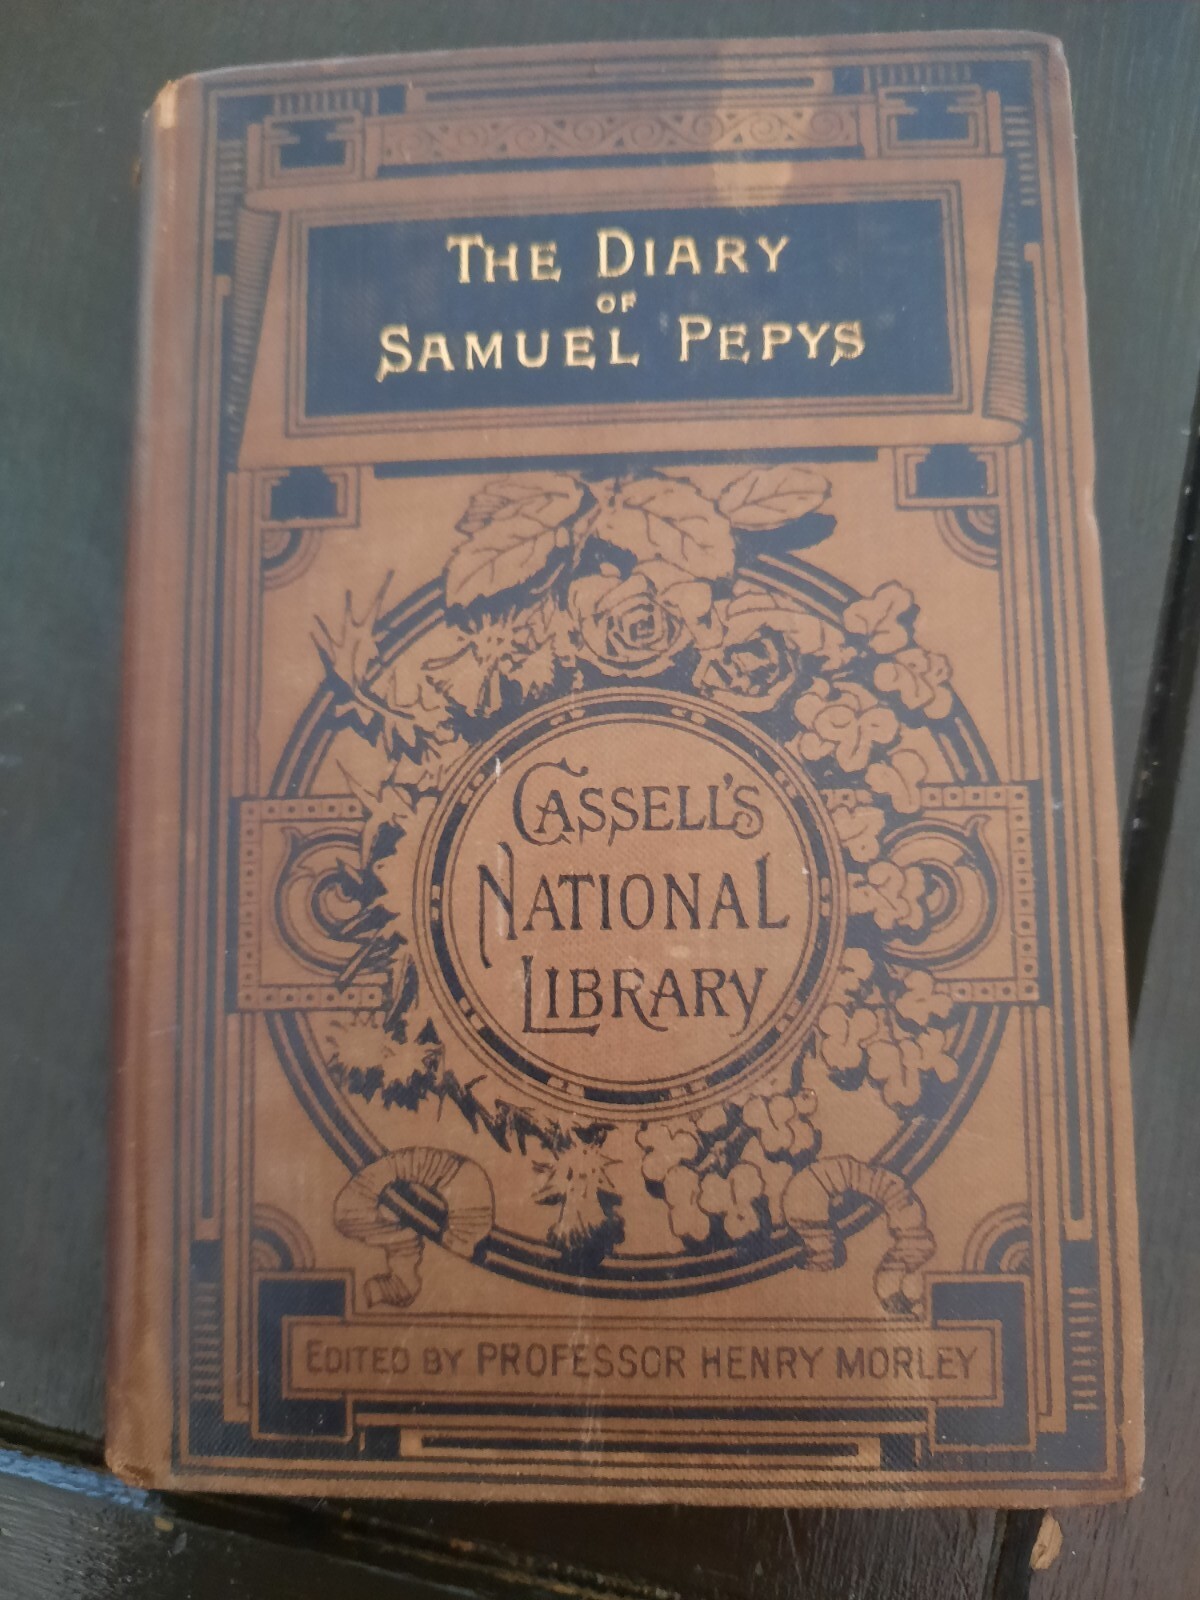 THE DIARY
OF
SAMUEL PEPYS
CASSELL'S
NATIONAL
LIBRARY
EDITED BY PROFESSOR HENRY MORLEY